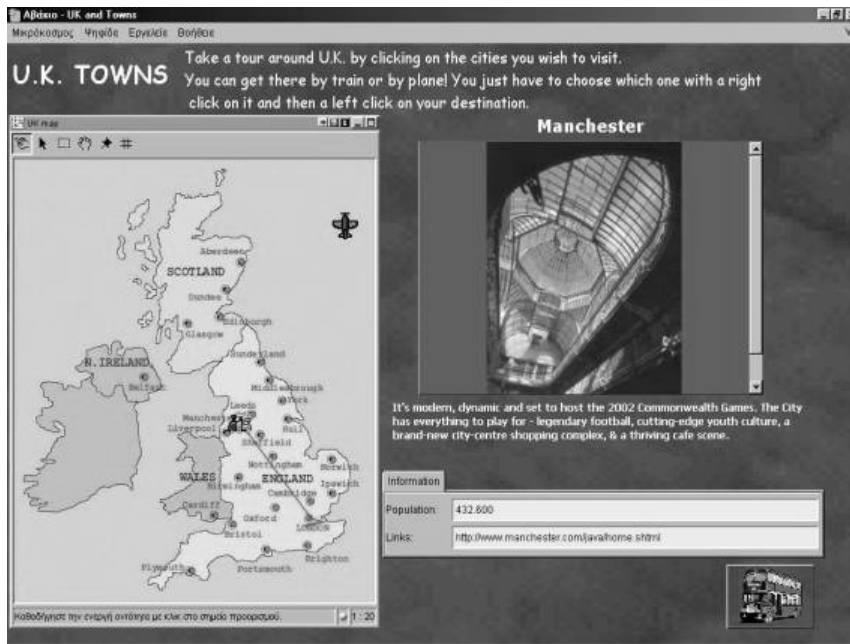 Αβάκιο - UK and Towns
Μικρόκοσμος Ψηφίδα Εργαλεία Βοήθεια
U.K. TOWNS
Take a tour around U.K. by clicking on the cities you wish to visit.
You can get there by train or by plane! You just have to choose which one with a right
click on it and then a left click on your destination.
UK map
Manchester
Aberdeen
SCOTLAND
Dundee
Edinburgh
Glasgow
Sunderland
N.IRELAND
Belfast
Middlesbrough
York
Leeds
Manchester
Hull
Liverpool
Sheffield
Nottingham
Norwich
WALES
ENGLAND
Birmingham
Ipswich
Cambridge
Cardiff
Oxford
LONDON
Bristol
Brighton
Plymouth
Portsmouth
It's modern, dynamic and set to host the 2002 Commonwealth Games. The City
has everything to play for - legendary football, cutting-edge youth culture, a
brand-new city-centre shopping complex, & a thriving cafe scene.
Information
Population: 432.600
Links: http://www.manchester.com/java/home.shtml
Καθοδήγησε την ενεργή οντότητα με κλικ στο σημείο προορισμού. 1 : 20